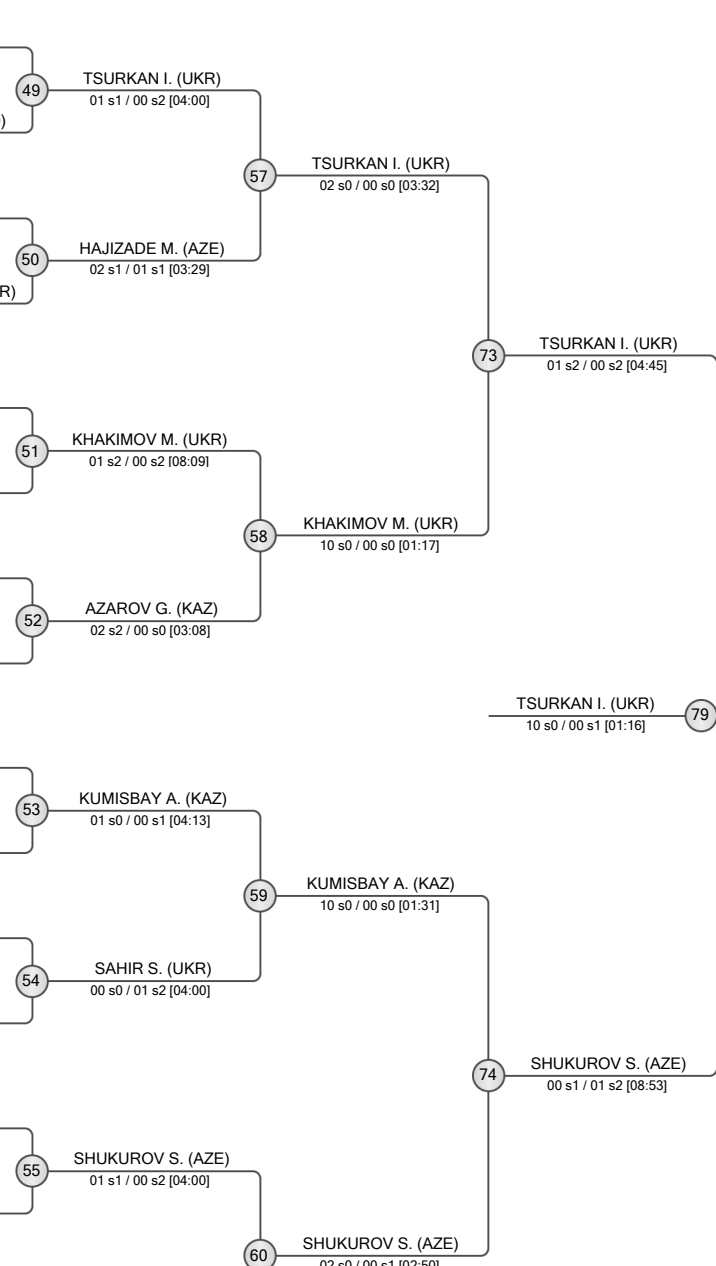 49
TSURKAN I. (UKR)
01 s1 / 00 s2 [04:00]
)
57
TSURKAN I. (UKR)
02 s0 / 00 s0 [03:32]
50
HAJIZADE M. (AZE)
02 s1 / 01 s1 [03:29]
R)
73
TSURKAN I. (UKR)
01 s2 / 00 s2 [04:45]
51
KHAKIMOV M. (UKR)
01 s2 / 00 s2 [08:09]
58
KHAKIMOV M. (UKR)
10 s0 / 00 s0 [01:17]
52
AZAROV G. (KAZ)
02 s2 / 00 s0 [03:08]
TSURKAN I. (UKR)
10 s0 / 00 s1 [01:16]
79
53
KUMISBAY A. (KAZ)
01 s0 / 00 s1 [04:13]
59
KUMISBAY A. (KAZ)
10 s0 / 00 s0 [01:31]
54
SAHIR S. (UKR)
00 s0 / 01 s2 [04:00]
74
SHUKUROV S. (AZE)
00 s1 / 01 s2 [08:53]
55
SHUKUROV S. (AZE)
01 s1 / 00 s2 [04:00]
60
SHUKUROV S. (AZE)
02 s0 / 00 s1 [02:50]